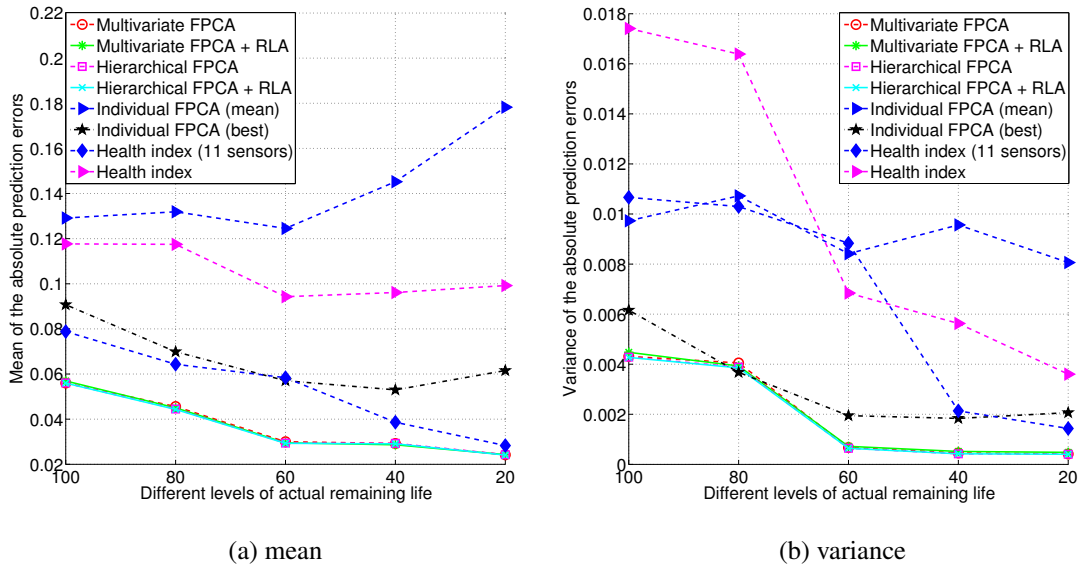 0.22
0.2
0.18
0.16
0.14
0.12
0.1
0.08
0.06
0.04
0.02
100
80
60
40
20
Mean of the absolute prediction errors
Different levels of actual remaining life
Multivariate FPCA
Multivariate FPCA + RLA
Hierarchical FPCA
Hierarchical FPCA + RLA
Individual FPCA (mean)
Individual FPCA (best)
Health index (11 sensors)
Health index
(a) mean
0.018
0.016
0.014
0.012
0.01
0.008
0.006
0.004
0.002
0
100
80
60
40
20
Variance of the absolute prediction errors
Different levels of actual remaining life
Multivariate FPCA
Multivariate FPCA + RLA
Hierarchical FPCA
Hierarchical FPCA + RLA
Individual FPCA (mean)
Individual FPCA (best)
Health index (11 sensors)
Health index
(b) variance